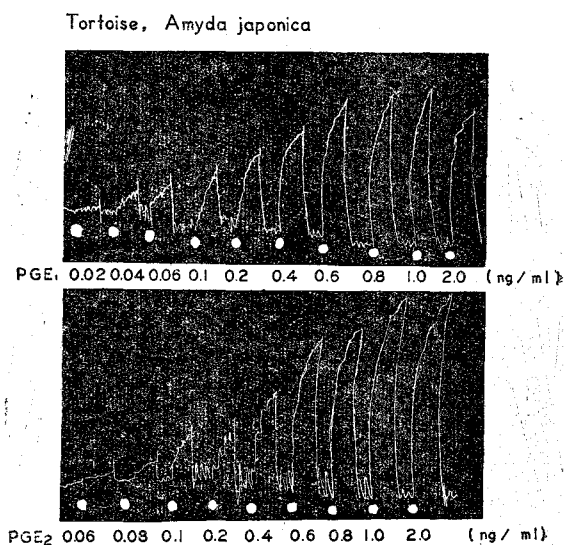 Tortoise, Amyda japonica
PGE₁ 0.02 0.04 0.06 0.1 0.2 0.4 0.6 0.8 1.0 2.0 (ng/ml)
PGE₂ 0.06 0.08 0.1 0.2 0.4 0.6 0.8 1.0 2.0 (ng/ml)